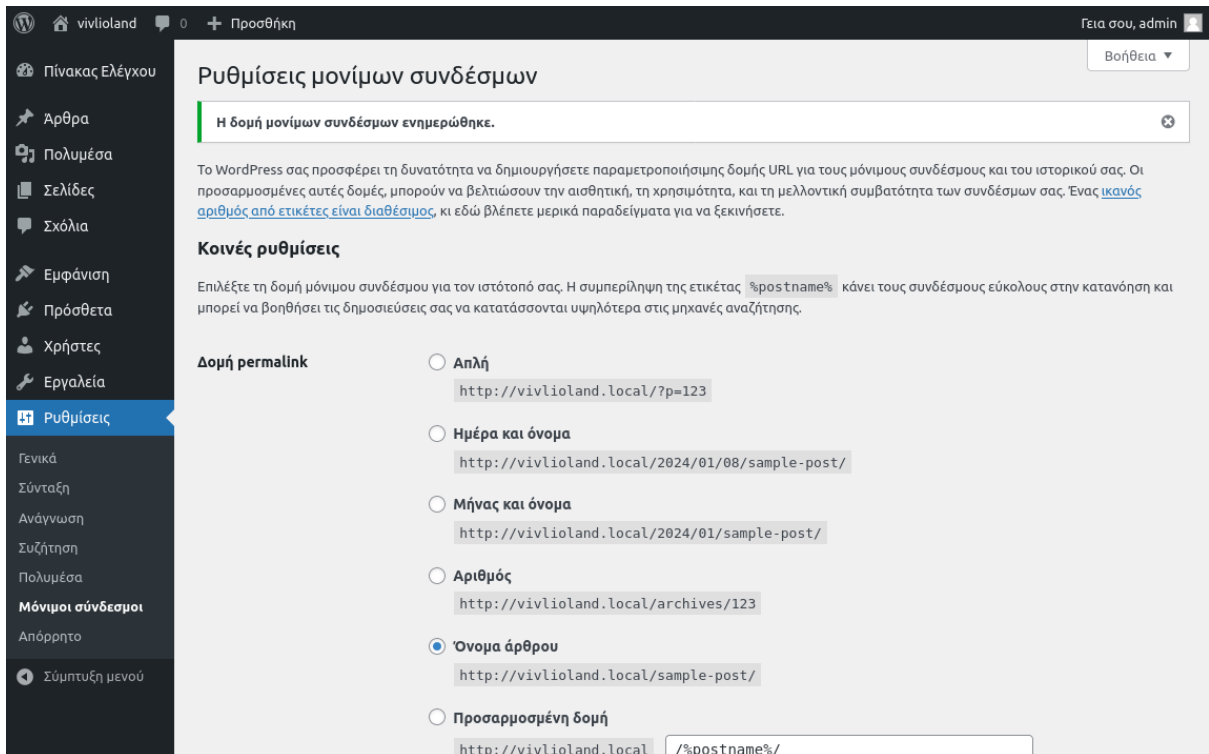 vivlioland 0 Προσθήκη Γεια σου, admin
Βοήθεια
Πίνακας Ελέγχου
Άρθρα
Πολυμέσα
Σελίδες
Σχόλια
Εμφάνιση
Πρόσθετα
Χρήστες
Εργαλεία
Ρυθμίσεις
Γενικά
Σύνταξη
Ανάγνωση
Συζήτηση
Πολυμέσα
Μόνιμοι σύνδεσμοι
Απόρρητο
Σύμπτυξη μενού
Ρυθμίσεις μονίμων συνδέσμων
Η δομή μονίμων συνδέσμων ενημερώθηκε.
Το WordPress σας προσφέρει τη δυνατότητα να δημιουργήσετε παραμετροποιήσιμης δομής URL για τους μόνιμους συνδέσμους και του ιστορικού σας. Οι
προσαρμοσμένες αυτές δομές, μπορούν να βελτιώσουν την αισθητική, τη χρησιμότητα, και τη μελλοντική συμβατότητα των συνδέσμων σας. Ένας ικανός
αριθμός από ετικέτες είναι διαθέσιμος, κι εδώ βλέπετε μερικά παραδείγματα για να ξεκινήσετε.
Κοινές ρυθμίσεις
Επιλέξτε τη δομή μόνιμου συνδέσμου για τον ιστότοπό σας. Η συμπερίληψη της ετικέτας %postname% κάνει τους συνδέσμους εύκολους στην κατανόηση και
μπορεί να βοηθήσει τις δημοσιεύσεις σας να κατατάσσονται υψηλότερα στις μηχανές αναζήτησης.
Δομή permalink
Απλή
http://vivlioland.local/?p=123
Ημέρα και όνομα
http://vivlioland.local/2024/01/08/sample-post/
Μήνας και όνομα
http://vivlioland.local/2024/01/sample-post/
Αριθμός
http://vivlioland.local/archives/123
Όνομα άρθρου
http://vivlioland.local/sample-post/
Προσαρμοσμένη δομή
http://vivlioland.local /%postname%/